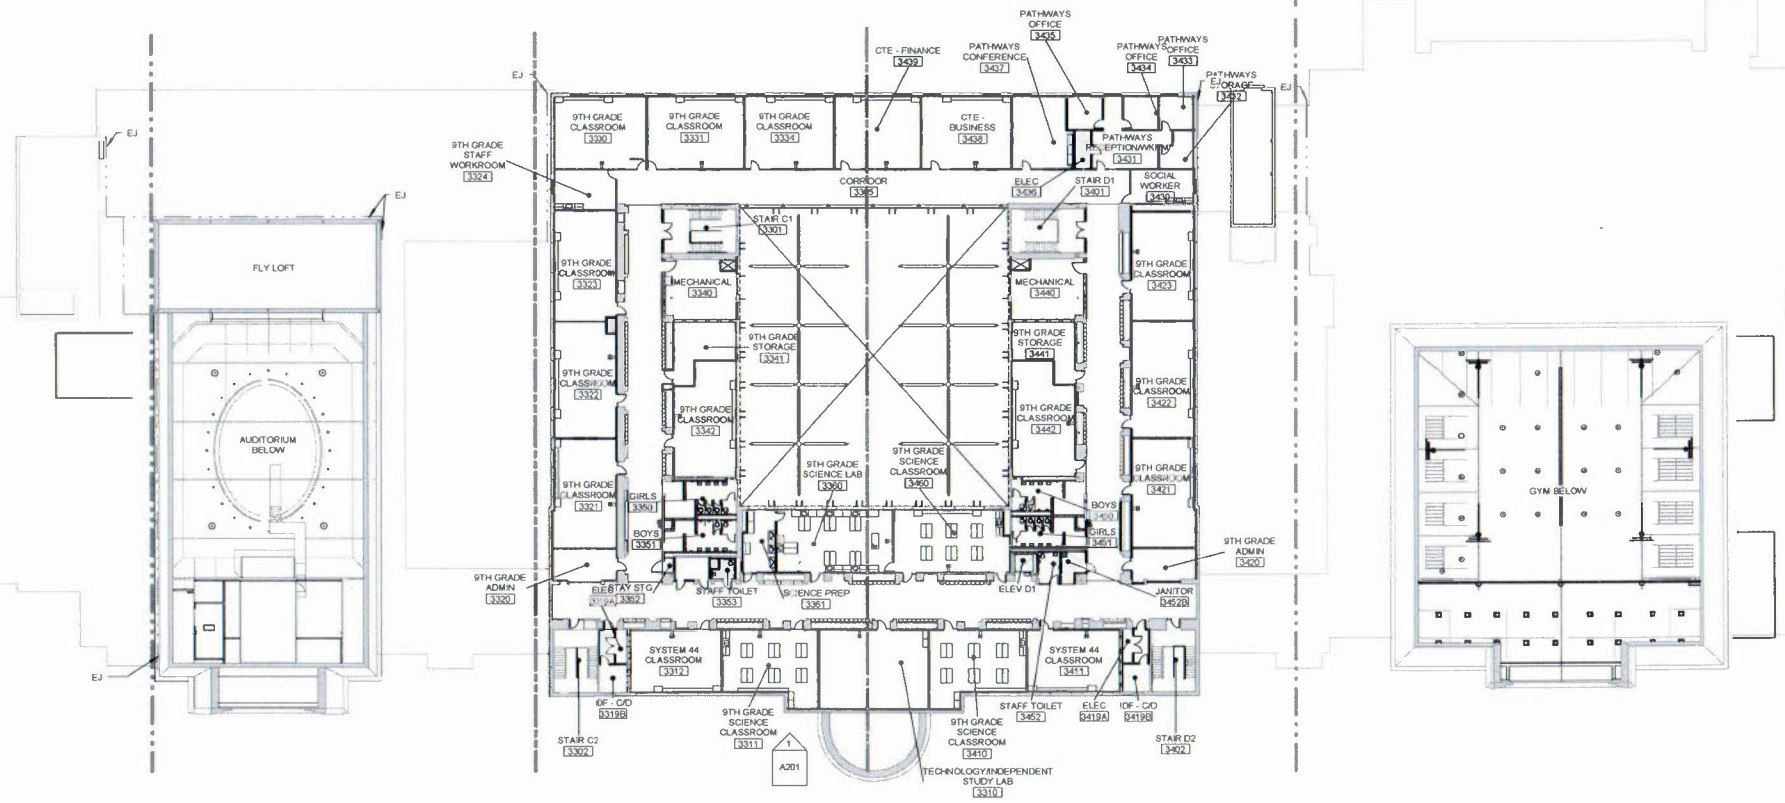 PATHWAYS
OFFICE
3435
CTE - FINANCE
3439
PATHWAYS
CONFERENCE
3437
PATHWAYS
OFFICE
3434
PATHWAYS
OFFICE
3433
PATHWAYS
STORAGE
3432
EJ
EJ
EJ
EJ
EJ
EJ
9TH GRADE
CLASSROOM
3330
9TH GRADE
CLASSROOM
3331
9TH GRADE
CLASSROOM
3334
CTE -
BUSINESS
3438
PATHWAYS
RECEPTION/WKRM
3431
9TH GRADE
STAFF
WORKROOM
3324
CORRIDOR
ELEC
3436
STAIR D1
3401
SOCIAL
WORKER
3430
STAIR C1
3301
FLY LOFT
9TH GRADE
CLASSROOM
3323
MECHANICAL
3340
MECHANICAL
3440
9TH GRADE
CLASSROOM
3423
9TH GRADE
STORAGE
3341
9TH GRADE
STORAGE
3441
9TH GRADE
CLASSROOM
3322
9TH GRADE
CLASSROOM
3422
9TH GRADE
CLASSROOM
3342
9TH GRADE
CLASSROOM
3442
AUDITORIUM
BELOW
9TH GRADE
SCIENCE LAB
3360
9TH GRADE
SCIENCE
CLASSROOM
3460
9TH GRADE
CLASSROOM
3321
9TH GRADE
CLASSROOM
3421
GYM BELOW
GIRLS
3350
BOYS
3450
BOYS
3351
GIRLS
3451
9TH GRADE
ADMIN
3420
9TH GRADE
ADMIN
3320
ELEC
3319A
STAY STG
3352
STAFF TOILET
3353
SCIENCE PREP
3361
ELEV D1
JANITOR
3452B
SYSTEM 44
CLASSROOM
3312
SYSTEM 44
CLASSROOM
3411
IDF - C/D
3319B
9TH GRADE
SCIENCE
CLASSROOM
3311
9TH GRADE
SCIENCE
CLASSROOM
3410
STAFF TOILET
3452
ELEC
3419A
IDF - C/D
3419B
STAIR C2
3302
STAIR D2
3402
1
A201
TECHNOLOGY/INDEPENDENT
STUDY LAB
3310